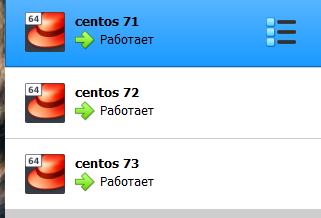 64
centos 71
Работает
64
centos 72
Работает
64
centos 73
Работает